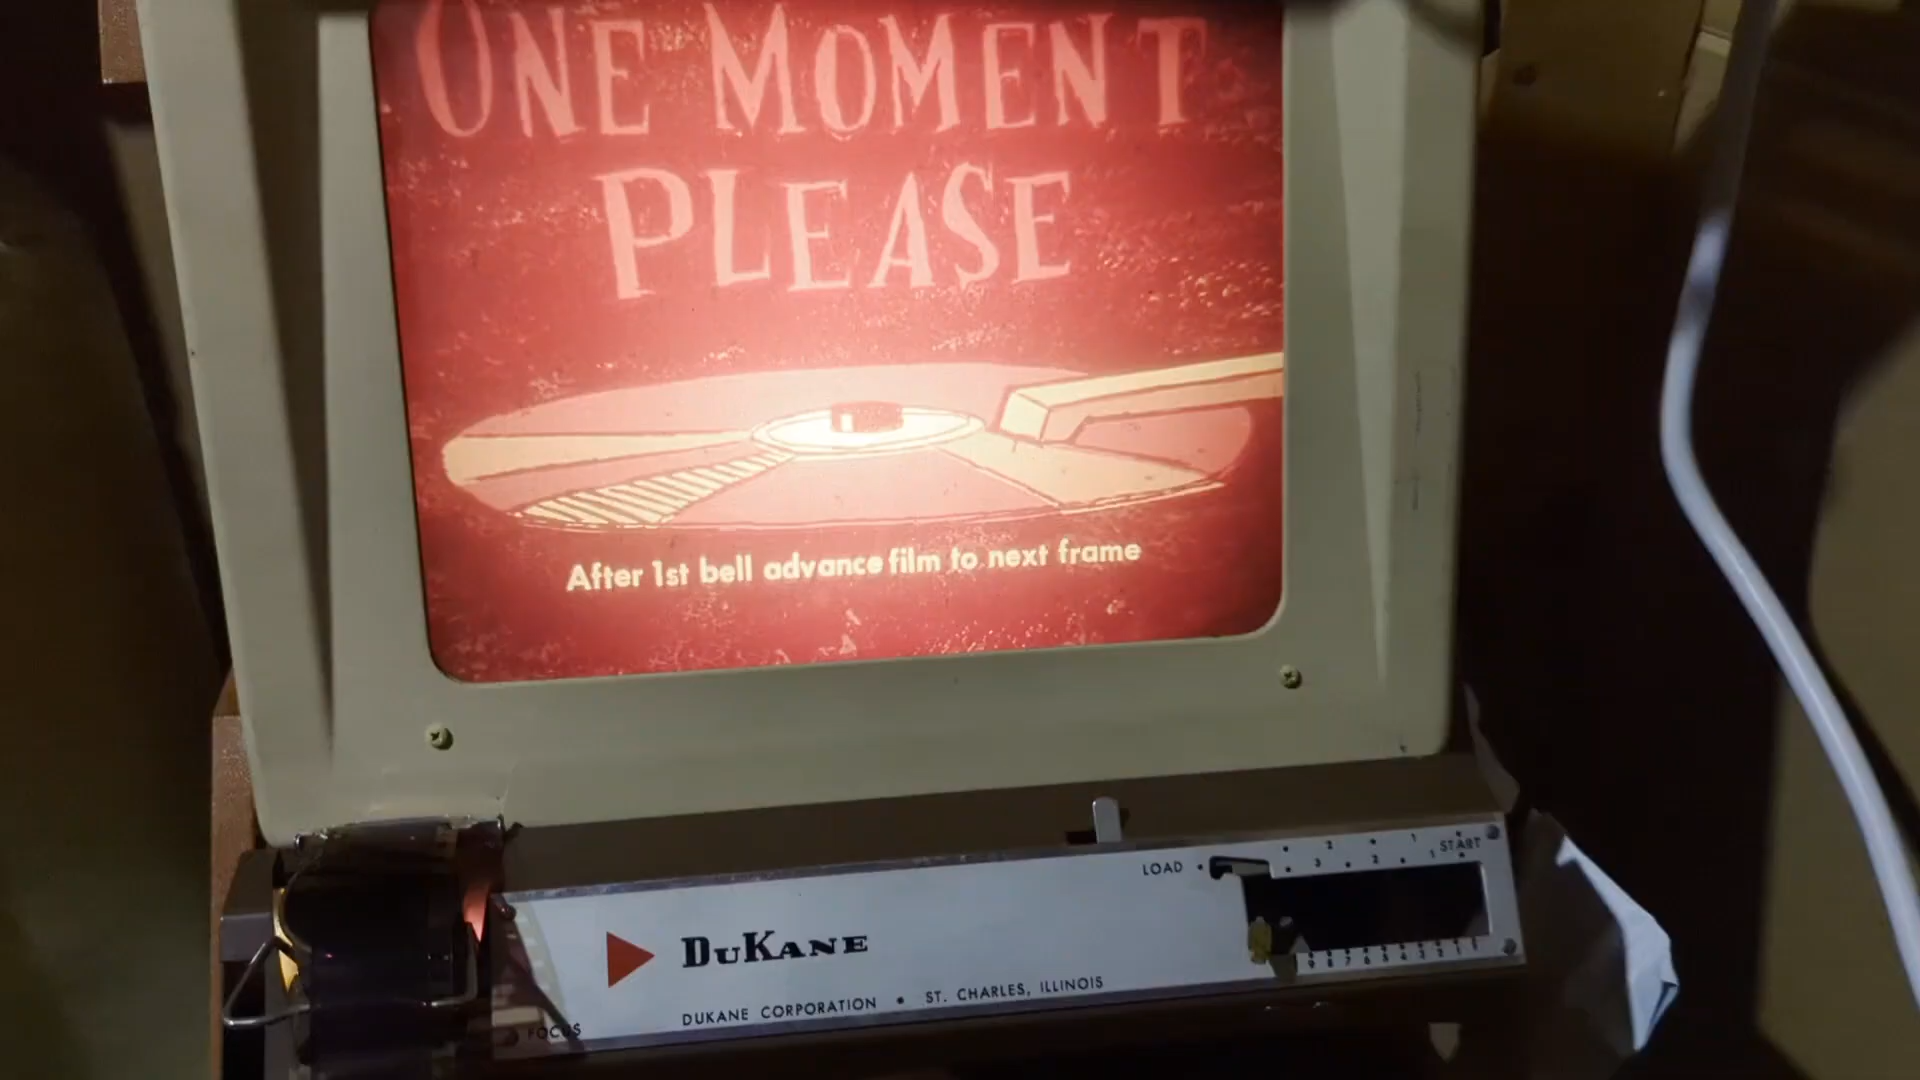 ONE MOMENT
PLEASE
After 1st bell advance film to next frame
LOAD
START
DUKANE
DUKANE CORPORATION • ST. CHARLES, ILLINOIS
FOCUS